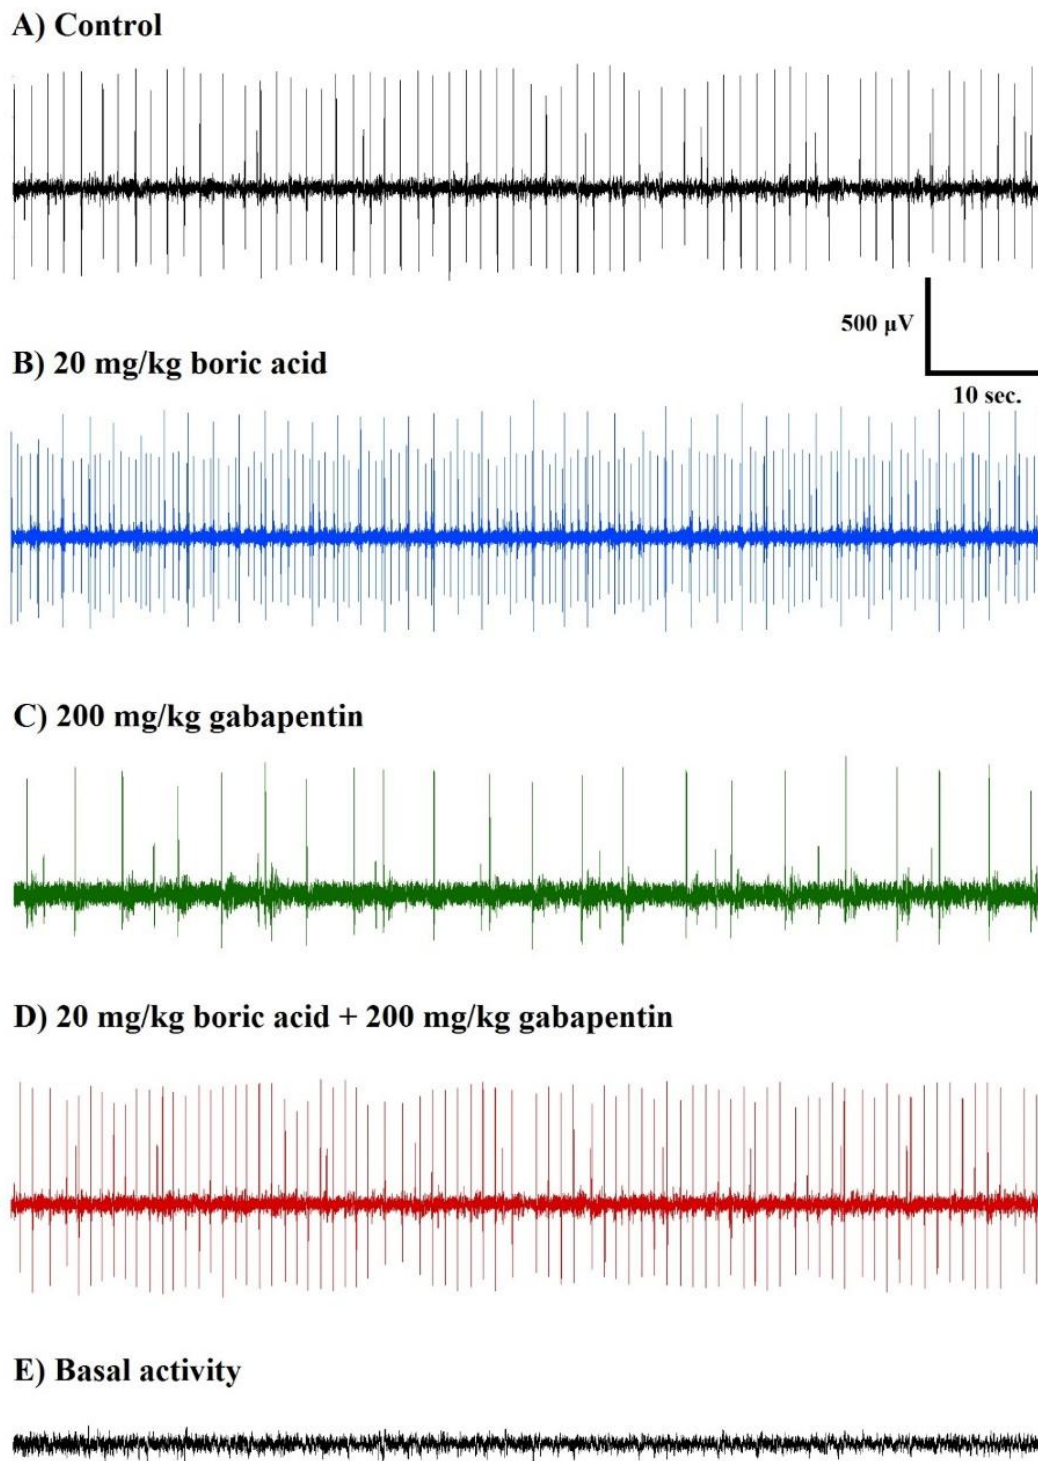 A) Control
500 μV
B) 20 mg/kg boric acid
10 sec.
C) 200 mg/kg gabapentin
D) 20 mg/kg boric acid + 200 mg/kg gabapentin
E) Basal activity